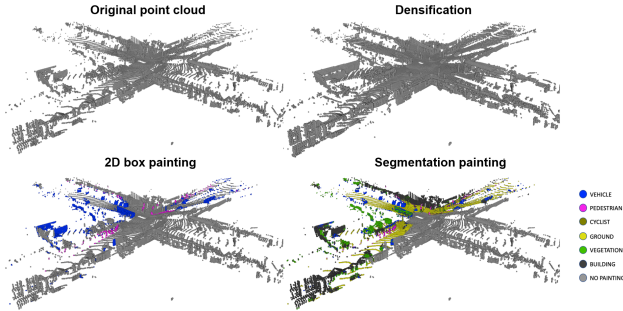 Original point cloud
Densification
2D box painting
Segmentation painting
VEHICLE
PEDESTRIAN
CYCLIST
GROUND
VEGETATION
BUILDING
NO PAINTING